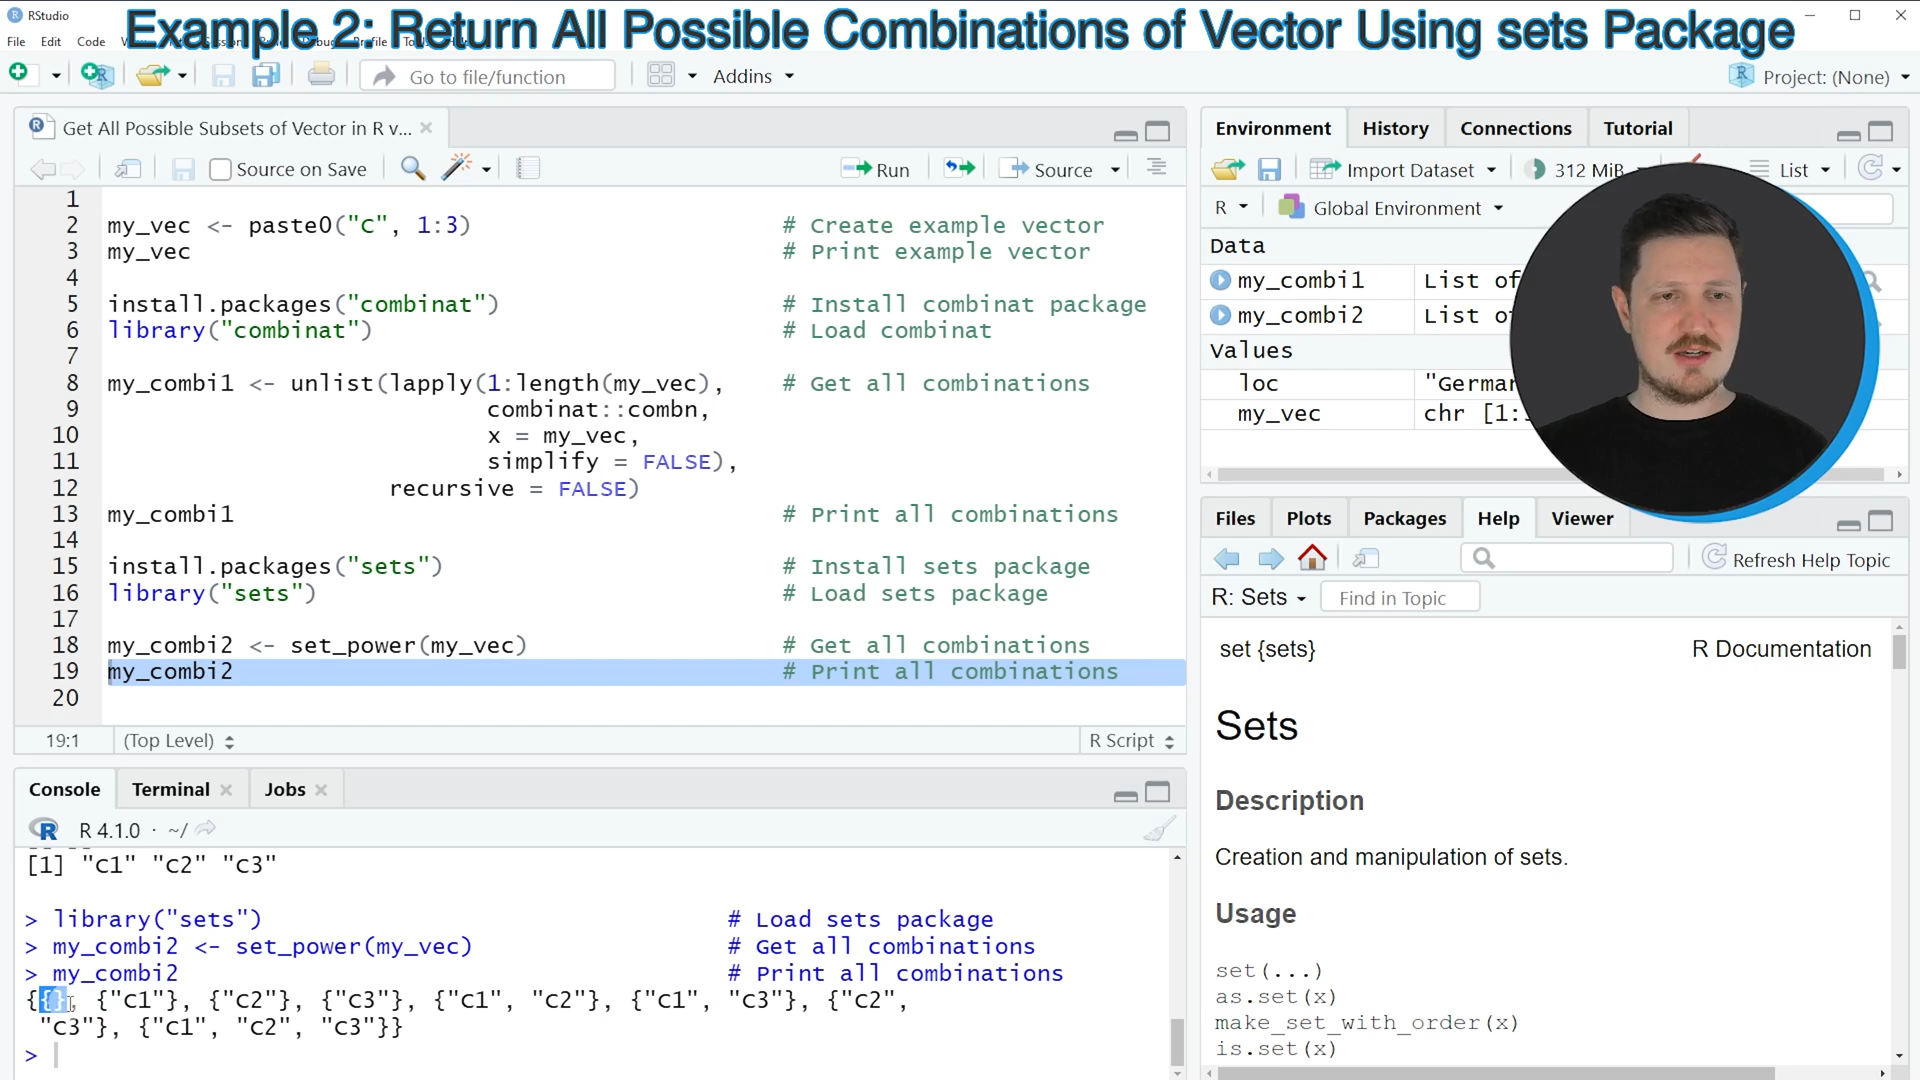 RStudio
Example 2: Return All Possible Combinations of Vector Using sets Package
File Edit Code
Go to file/function
Addins
Project: (None)
Get All Possible Subsets of Vector in R v...
Source on Save
Run
Source
1
2 my_vec <- paste0("c", 1:3) # Create example vector
3 my_vec # Print example vector
4
5 install.packages("combinat") # Install combinat package
6 library("combinat") # Load combinat
7
8 my_combi1 <- unlist(lapply(1:length(my_vec), # Get all combinations
9 combinat::combn,
10 x = my_vec,
11 simplify = FALSE),
12 recursive = FALSE)
13 my_combi1 # Print all combinations
14
15 install.packages("sets") # Install sets package
16 library("sets") # Load sets package
17
18 my_combi2 <- set_power(my_vec) # Get all combinations
19 my_combi2 # Print all combinations
20
19:1 (Top Level) R Script
Console Terminal Jobs
R 4.1.0 · ~/
[1] "c1" "c2" "c3"
> library("sets") # Load sets package
> my_combi2 <- set_power(my_vec) # Get all combinations
> my_combi2 # Print all combinations
{{}, {"c1"}, {"c2"}, {"c3"}, {"c1", "c2"}, {"c1", "c3"}, {"c2",
"c3"}, {"c1", "c2", "c3"}}
>
Environment History Connections Tutorial
Import Dataset 312 MiB List
R Global Environment
Data
my_combi1 List of
my_combi2 List of
Values
loc "German
my_vec chr [1:3
Files Plots Packages Help Viewer
Refresh Help Topic
R: Sets Find in Topic
set {sets} R Documentation
Sets
Description
Creation and manipulation of sets.
Usage
set(...)
as.set(x)
make_set_with_order(x)
is.set(x)